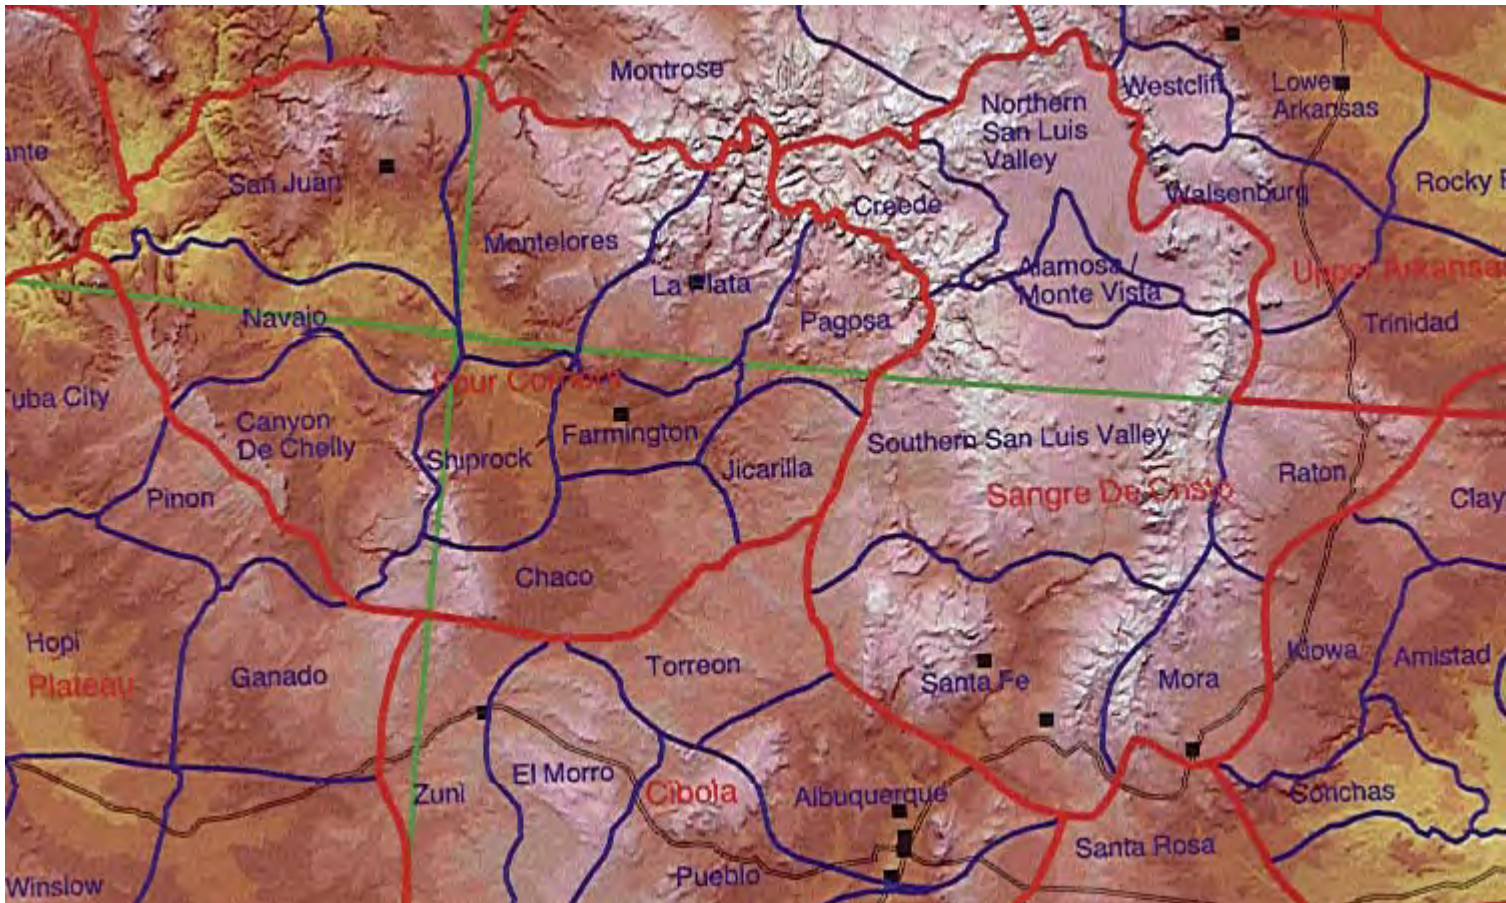 Montrose
Westcliff
Lower
Arkansas
Northern
San Luis
Valley
ante
San Juan
Creede
Walsenburg
Rocky F
Montelores
La Plata
Alamosa /
Monte Vista
Upper Arkansa
Navajo
Pagosa
Trinidad
Four Corners
uba City
Canyon
De Chelly
Farmington
Southern San Luis Valley
Shiprock
Jicarilla
Raton
Pinon
Sangre De Cristo
Clay
Chaco
Hopi
Kiowa
Amistad
Torreon
Plateau
Ganado
Santa Fe
Mora
El Morro
Zuni
Cibola
Albuquerque
Conchas
Santa Rosa
Pueblo
Winslow